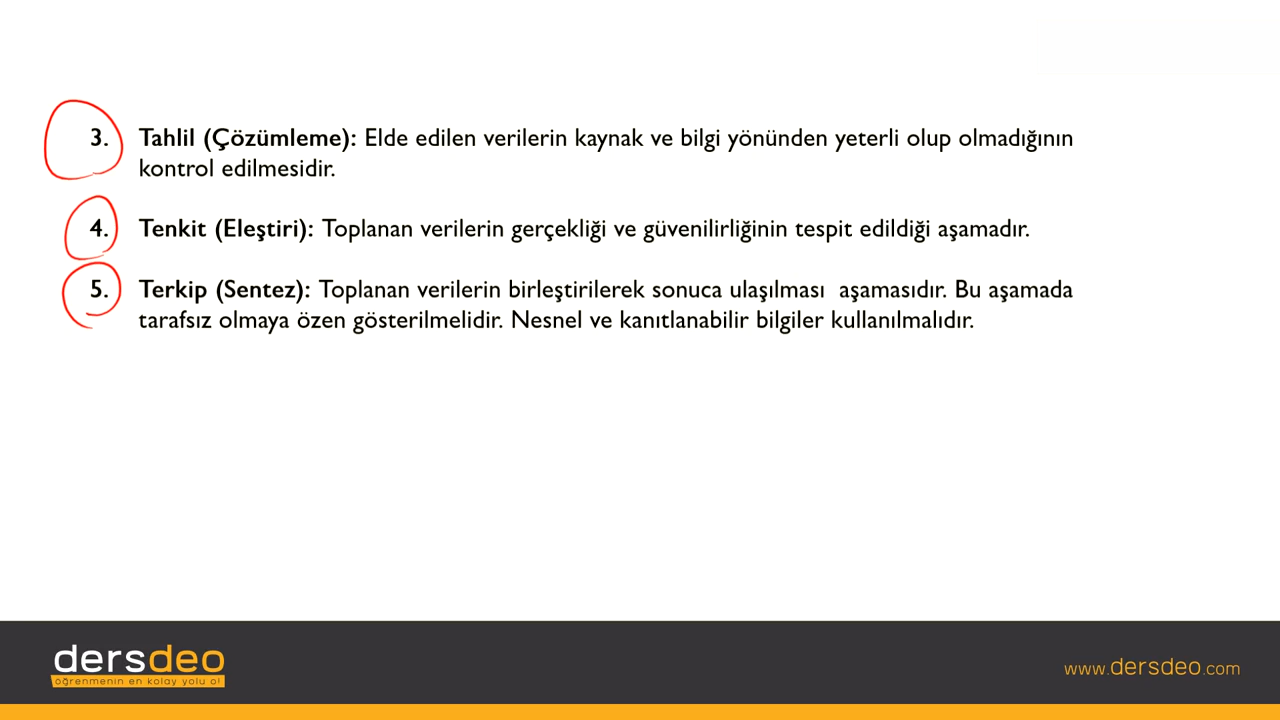 3. Tahlil (Çözümleme): Elde edilen verilerin kaynak ve bilgi yönünden yeterli olup olmadığının
kontrol edilmesidir.
4. Tenkit (Eleştiri): Toplanan verilerin gerçekliği ve güvenilirliğinin tespit edildiği aşamadır.
5. Terkip (Sentez): Toplanan verilerin birleştirilerek sonuca ulaşılması  aşamasıdır. Bu aşamada
tarafsız olmaya özen gösterilmelidir. Nesnel ve kanıtlanabilir bilgiler kullanılmalıdır.
dersdeo
öğrenmenin en kolay yolu o!
www.dersdeo.com